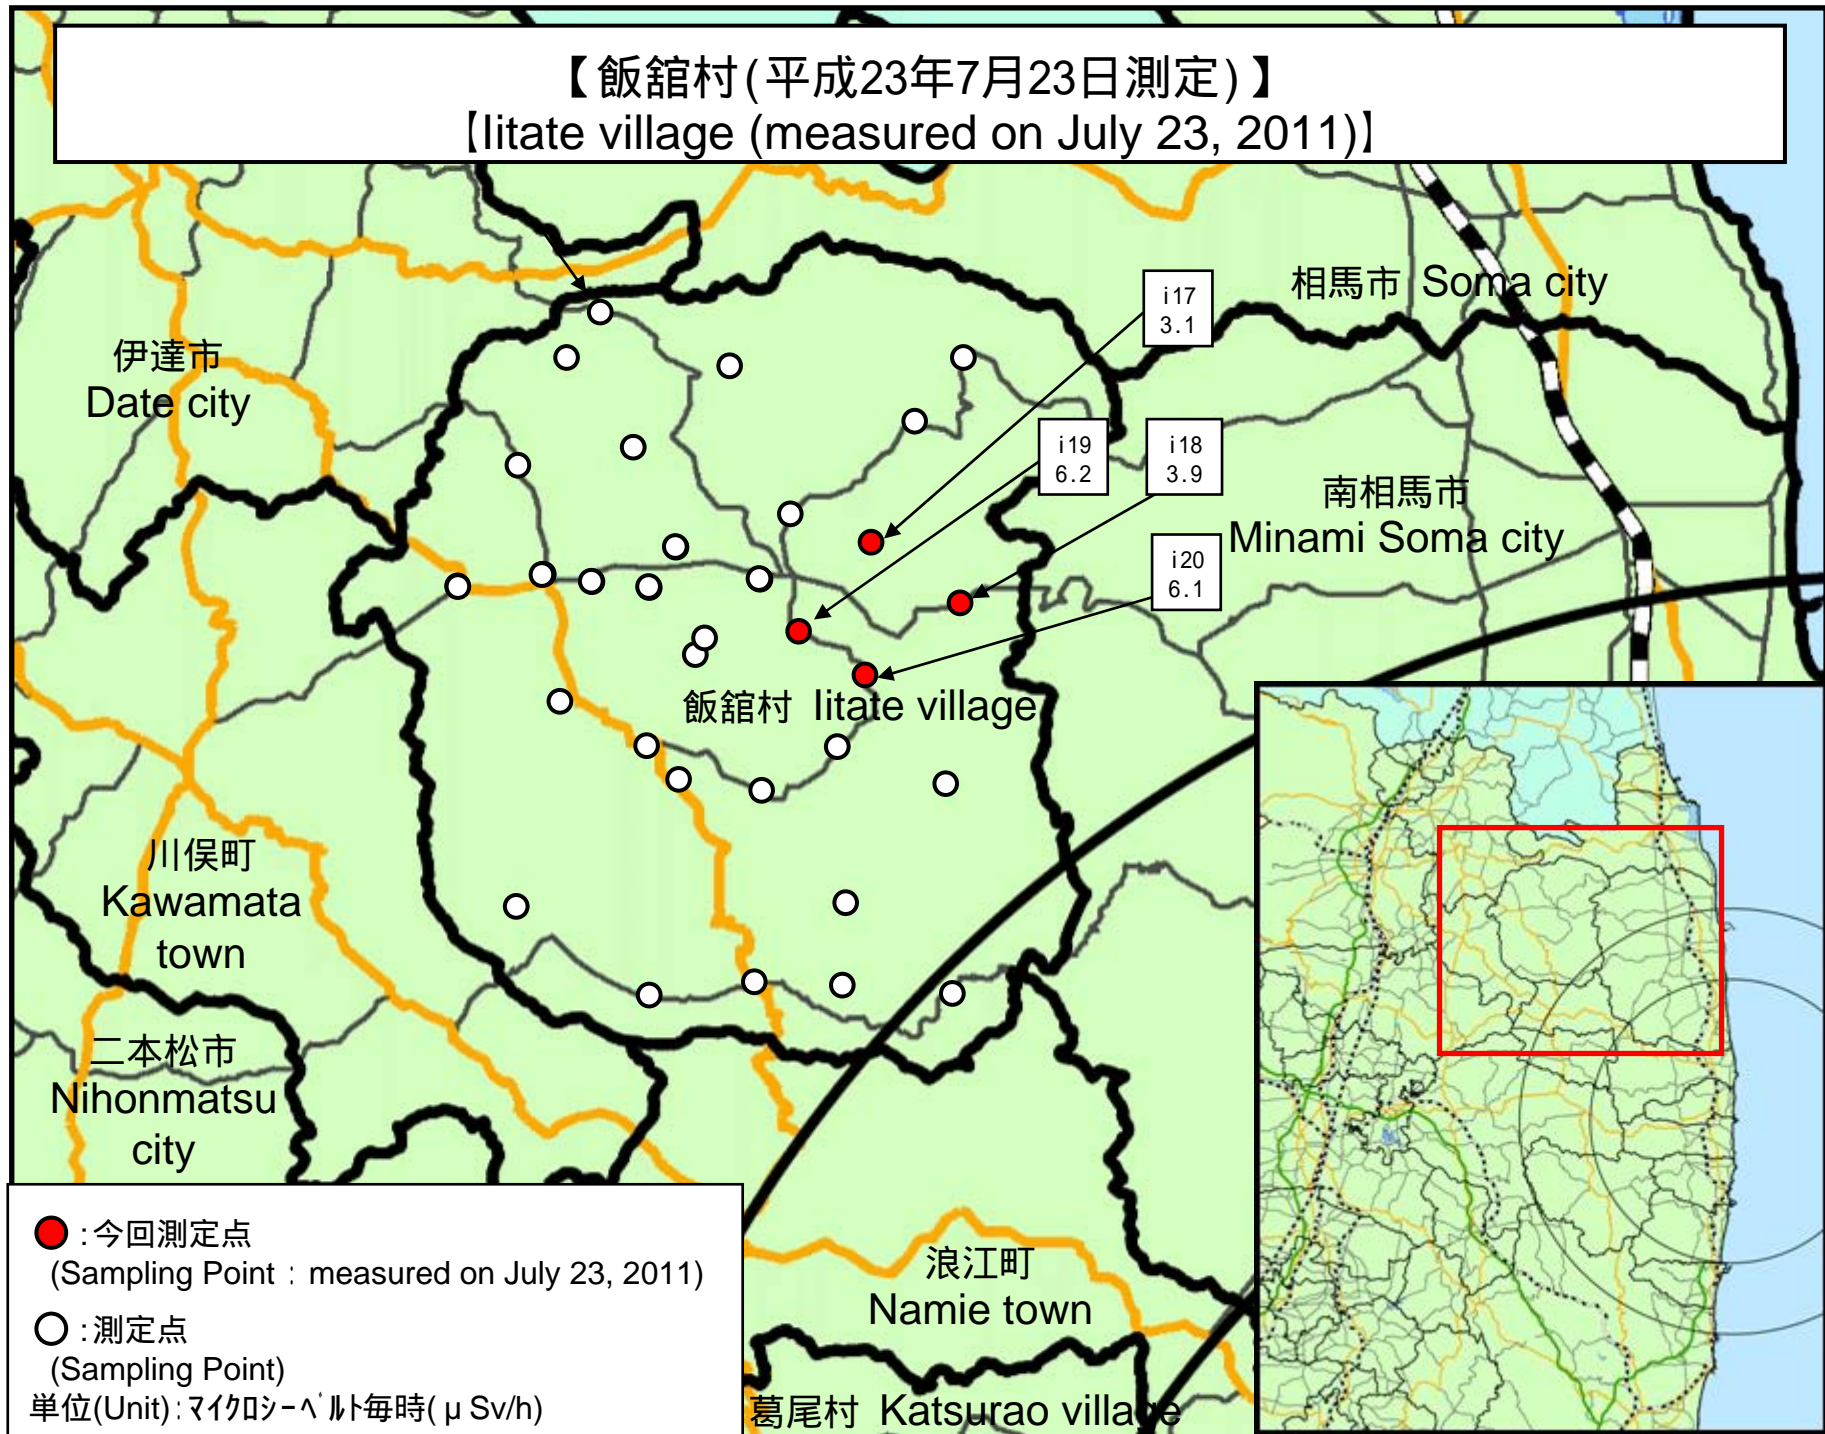 【飯舘村(平成23年7月23日測定)】
【Iitate village (measured on July 23, 2011)】
i17
3.1
相馬市 Soma city
伊達市
Date city
i19
6.2
i18
3.9
南相馬市
Minami Soma city
i20
6.1
飯舘村 Iitate village
川俣町
Kawamata
town
二本松市
Nihonmatsu
city
:今回測定点
(Sampling Point : measured on July 23, 2011)
:測定点
(Sampling Point)
単位(Unit):マイクロシーベルト毎時(μSv/h)
浪江町
Namie town
葛尾村 Katsurao village